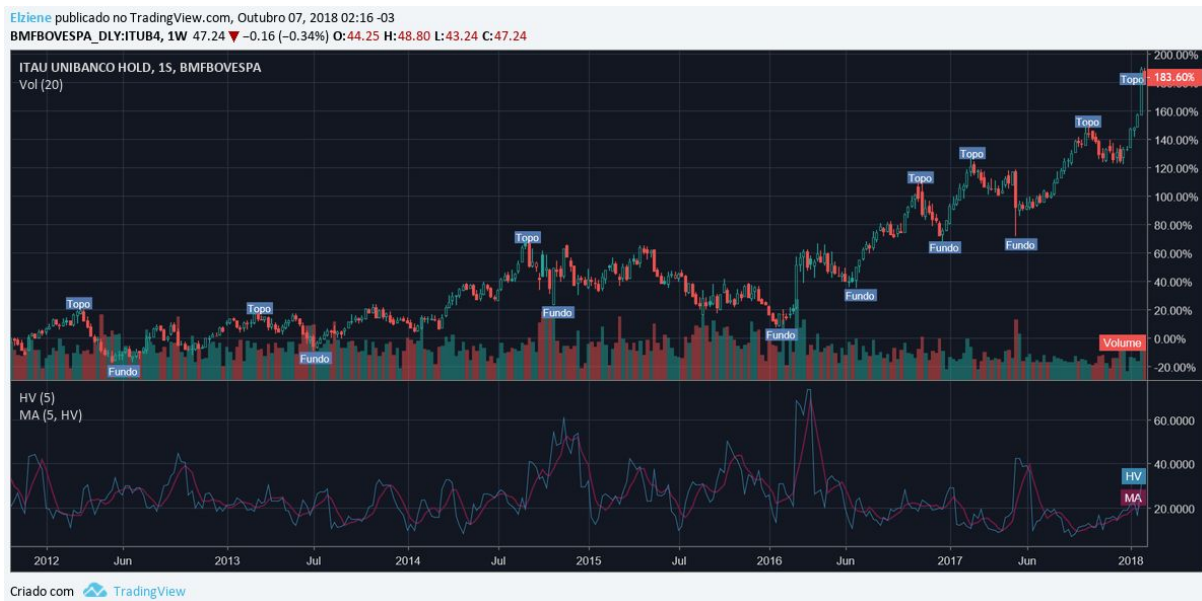 Elziene publicado no TradingView.com, Outubro 07, 2018 02:16 -03
BMFBOVESPA_DLY:ITUB4, 1W 47.24 ▼ −0.16 (−0.34%) O:44.25 H:48.80 L:43.24 C:47.24
ITAU UNIBANCO HOLD, 1S, BMFBOVESPA
Vol (20)
200.00%
Topo
183.60%
160.00%
Topo
140.00%
Topo
120.00%
Topo
100.00%
80.00%
Topo
Fundo
Fundo
60.00%
40.00%
Fundo
Topo
Topo
Fundo
20.00%
Fundo
0.00%
Volume
Fundo
Fundo
-20.00%
HV (5)
MA (5, HV)
60.0000
40.0000
HV
MA
20.0000
2012 Jun 2013 Jul 2014 Jul 2015 Jul 2016 Jun 2017 Jun 2018
Criado com TradingView